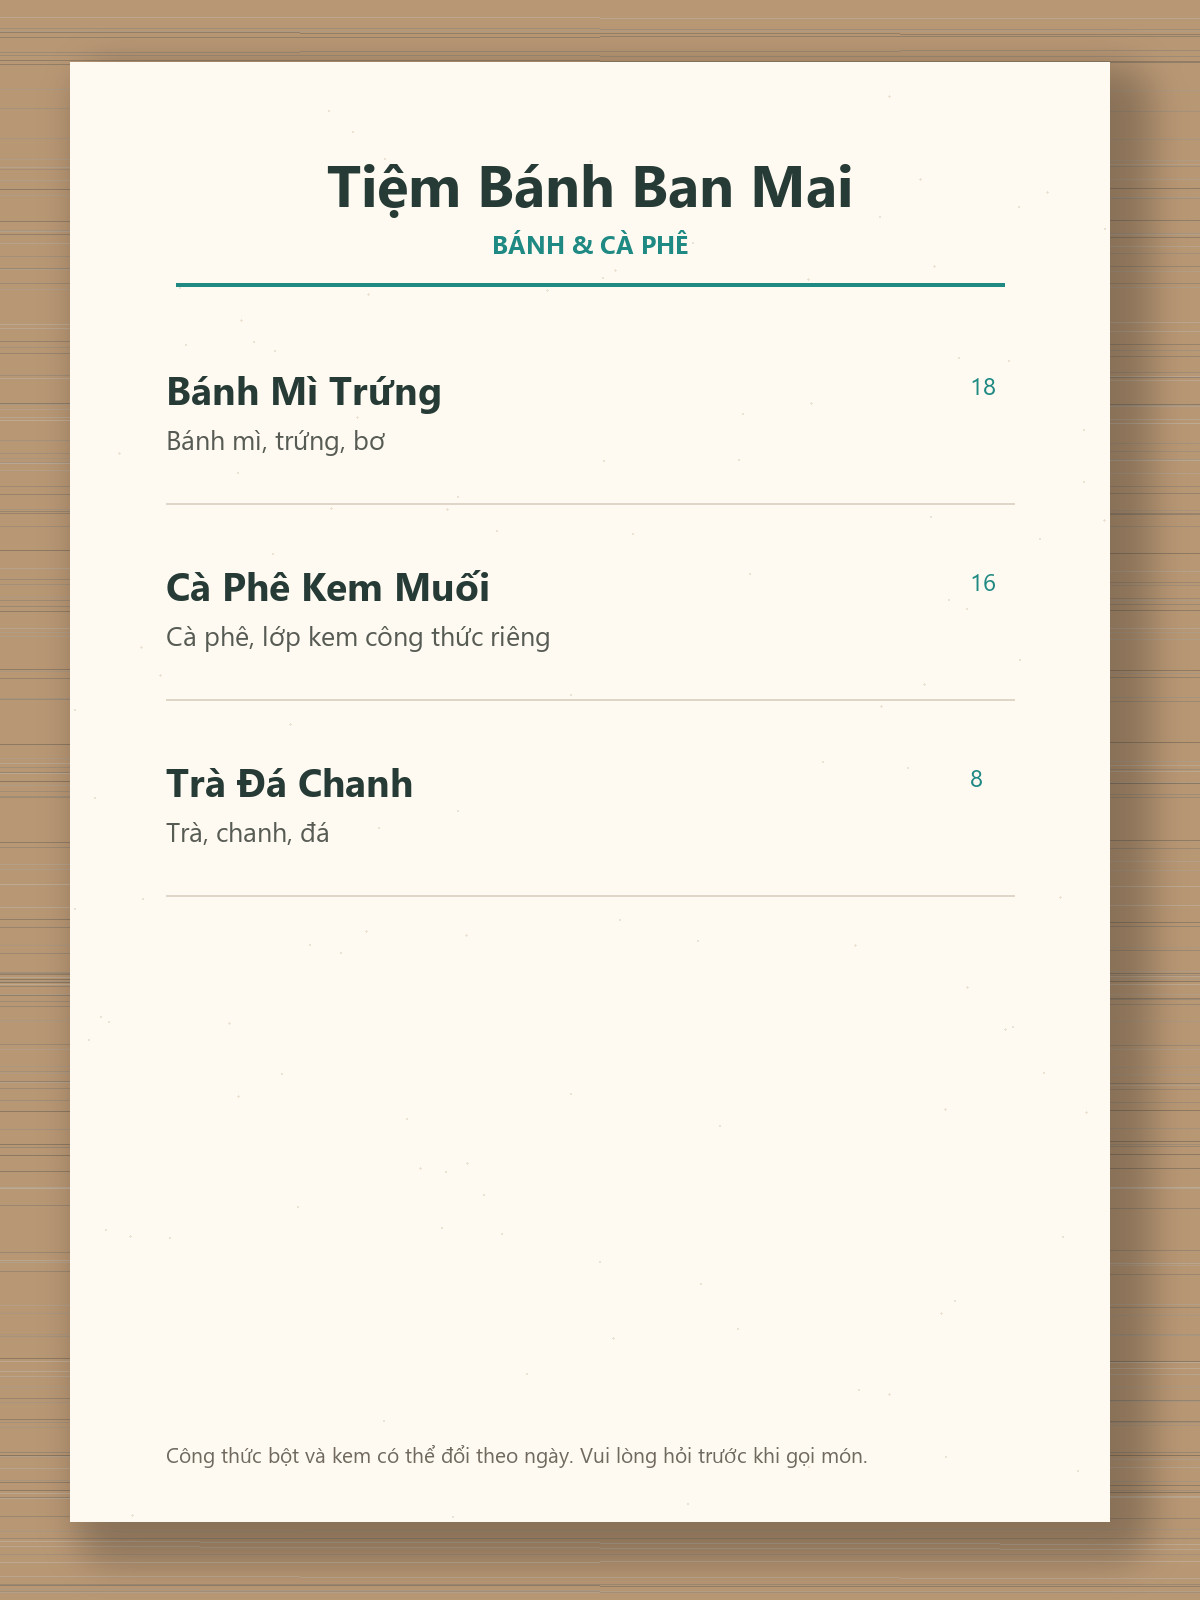 Tiệm Bánh Ban Mai
BÁNH & CÀ PHÊ
Bánh Mì Trứng 18
Bánh mì, trứng, bơ
Cà Phê Kem Muối 16
Cà phê, lớp kem công thức riêng
Trà Đá Chanh 8
Trà, chanh, đá
Công thức bột và kem có thể đổi theo ngày. Vui lòng hỏi trước khi gọi món.